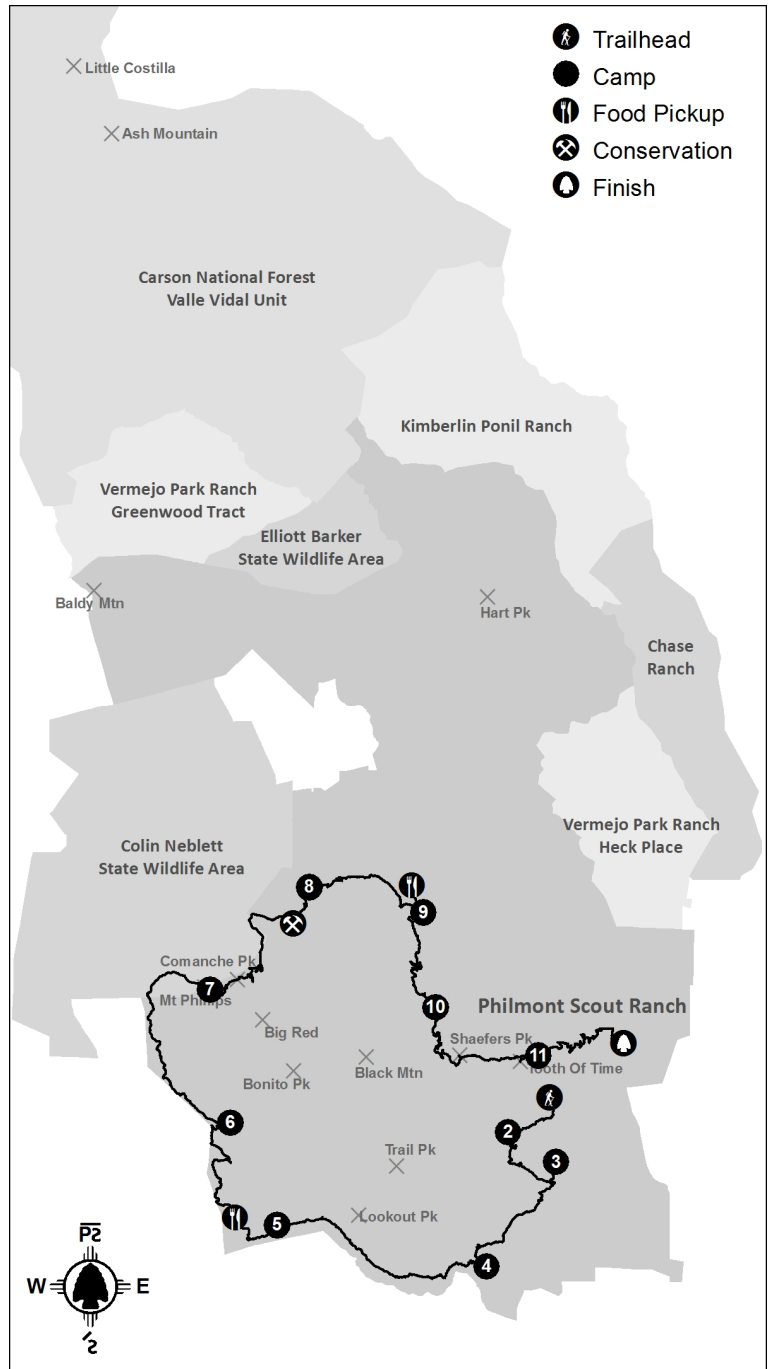 Trailhead
Camp
Food Pickup
Conservation
Finish
Little Costilla
Ash Mountain
Carson National Forest
Valle Vidal Unit
Kimberlin Ponil Ranch
Vermejo Park Ranch
Greenwood Tract
Elliott Barker
State Wildlife Area
Baldy Mtn
Hart Pk
Chase
Ranch
Vermejo Park Ranch
Heck Place
Colin Neblett
State Wildlife Area
8
9
Comanche Pk
7
Mt Phillips
10
Philmont Scout Ranch
Big Red
Shaefers Pk
11
Tooth Of Time
Black Mtn
Bonito Pk
6
2
3
Trail Pk
Lookout Pk
5
4
W
E